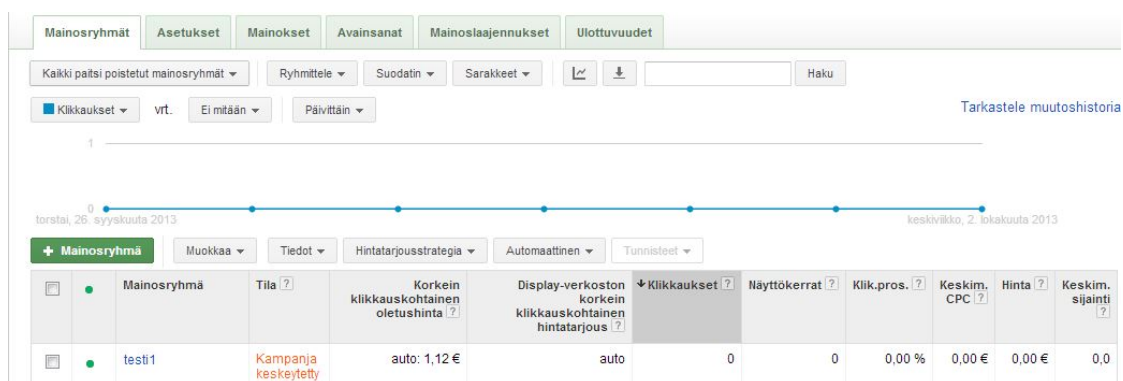 Mainosryhmät Asetukset Mainokset Avainsanat Mainoslaajennukset Ulottuvuudet
Kaikki paitsi poistetut mainosryhmät Ryhmittele Suodatin Sarakkeet Haku
Klikkaukset vrt. Ei mitään Päivittäin Tarkastele muutoshistoria
1
0
torstai, 26. syyskuuta 2013 keskiviikko, 2. lokakuuta 2013
+ Mainosryhmä Muokkaa Tiedot Hintatarjousstrategia Automaattinen Tunnisteet
Mainosryhmä Tila ? Korkein Display-verkoston Klikkaukset ? Näyttökerrat ? Klik.pros. ? Keskim. Hinta ? Keskim.
klikkauskohtainen korkein CPC ? sijainti
oletushinta ? klikkauskohtainen ?
hintatarjous ?
testi1 Kampanja auto: 1,12 € auto 0 0 0,00 % 0,00 € 0,00 € 0,0
keskeytetty